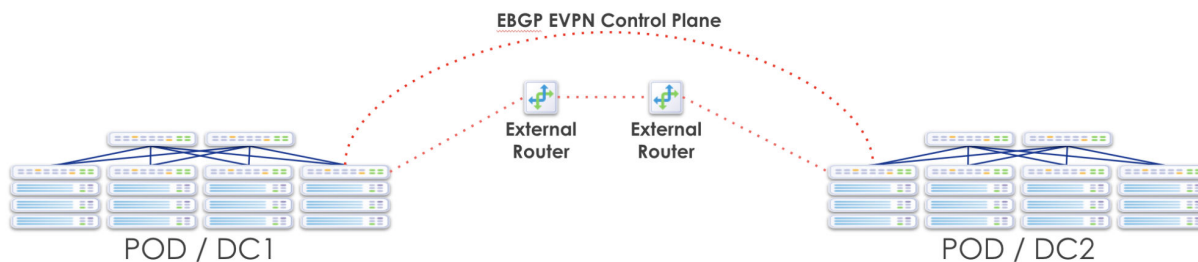 EBGP EVPN Control Plane
External
Router
External
Router
POD / DC1
POD / DC2